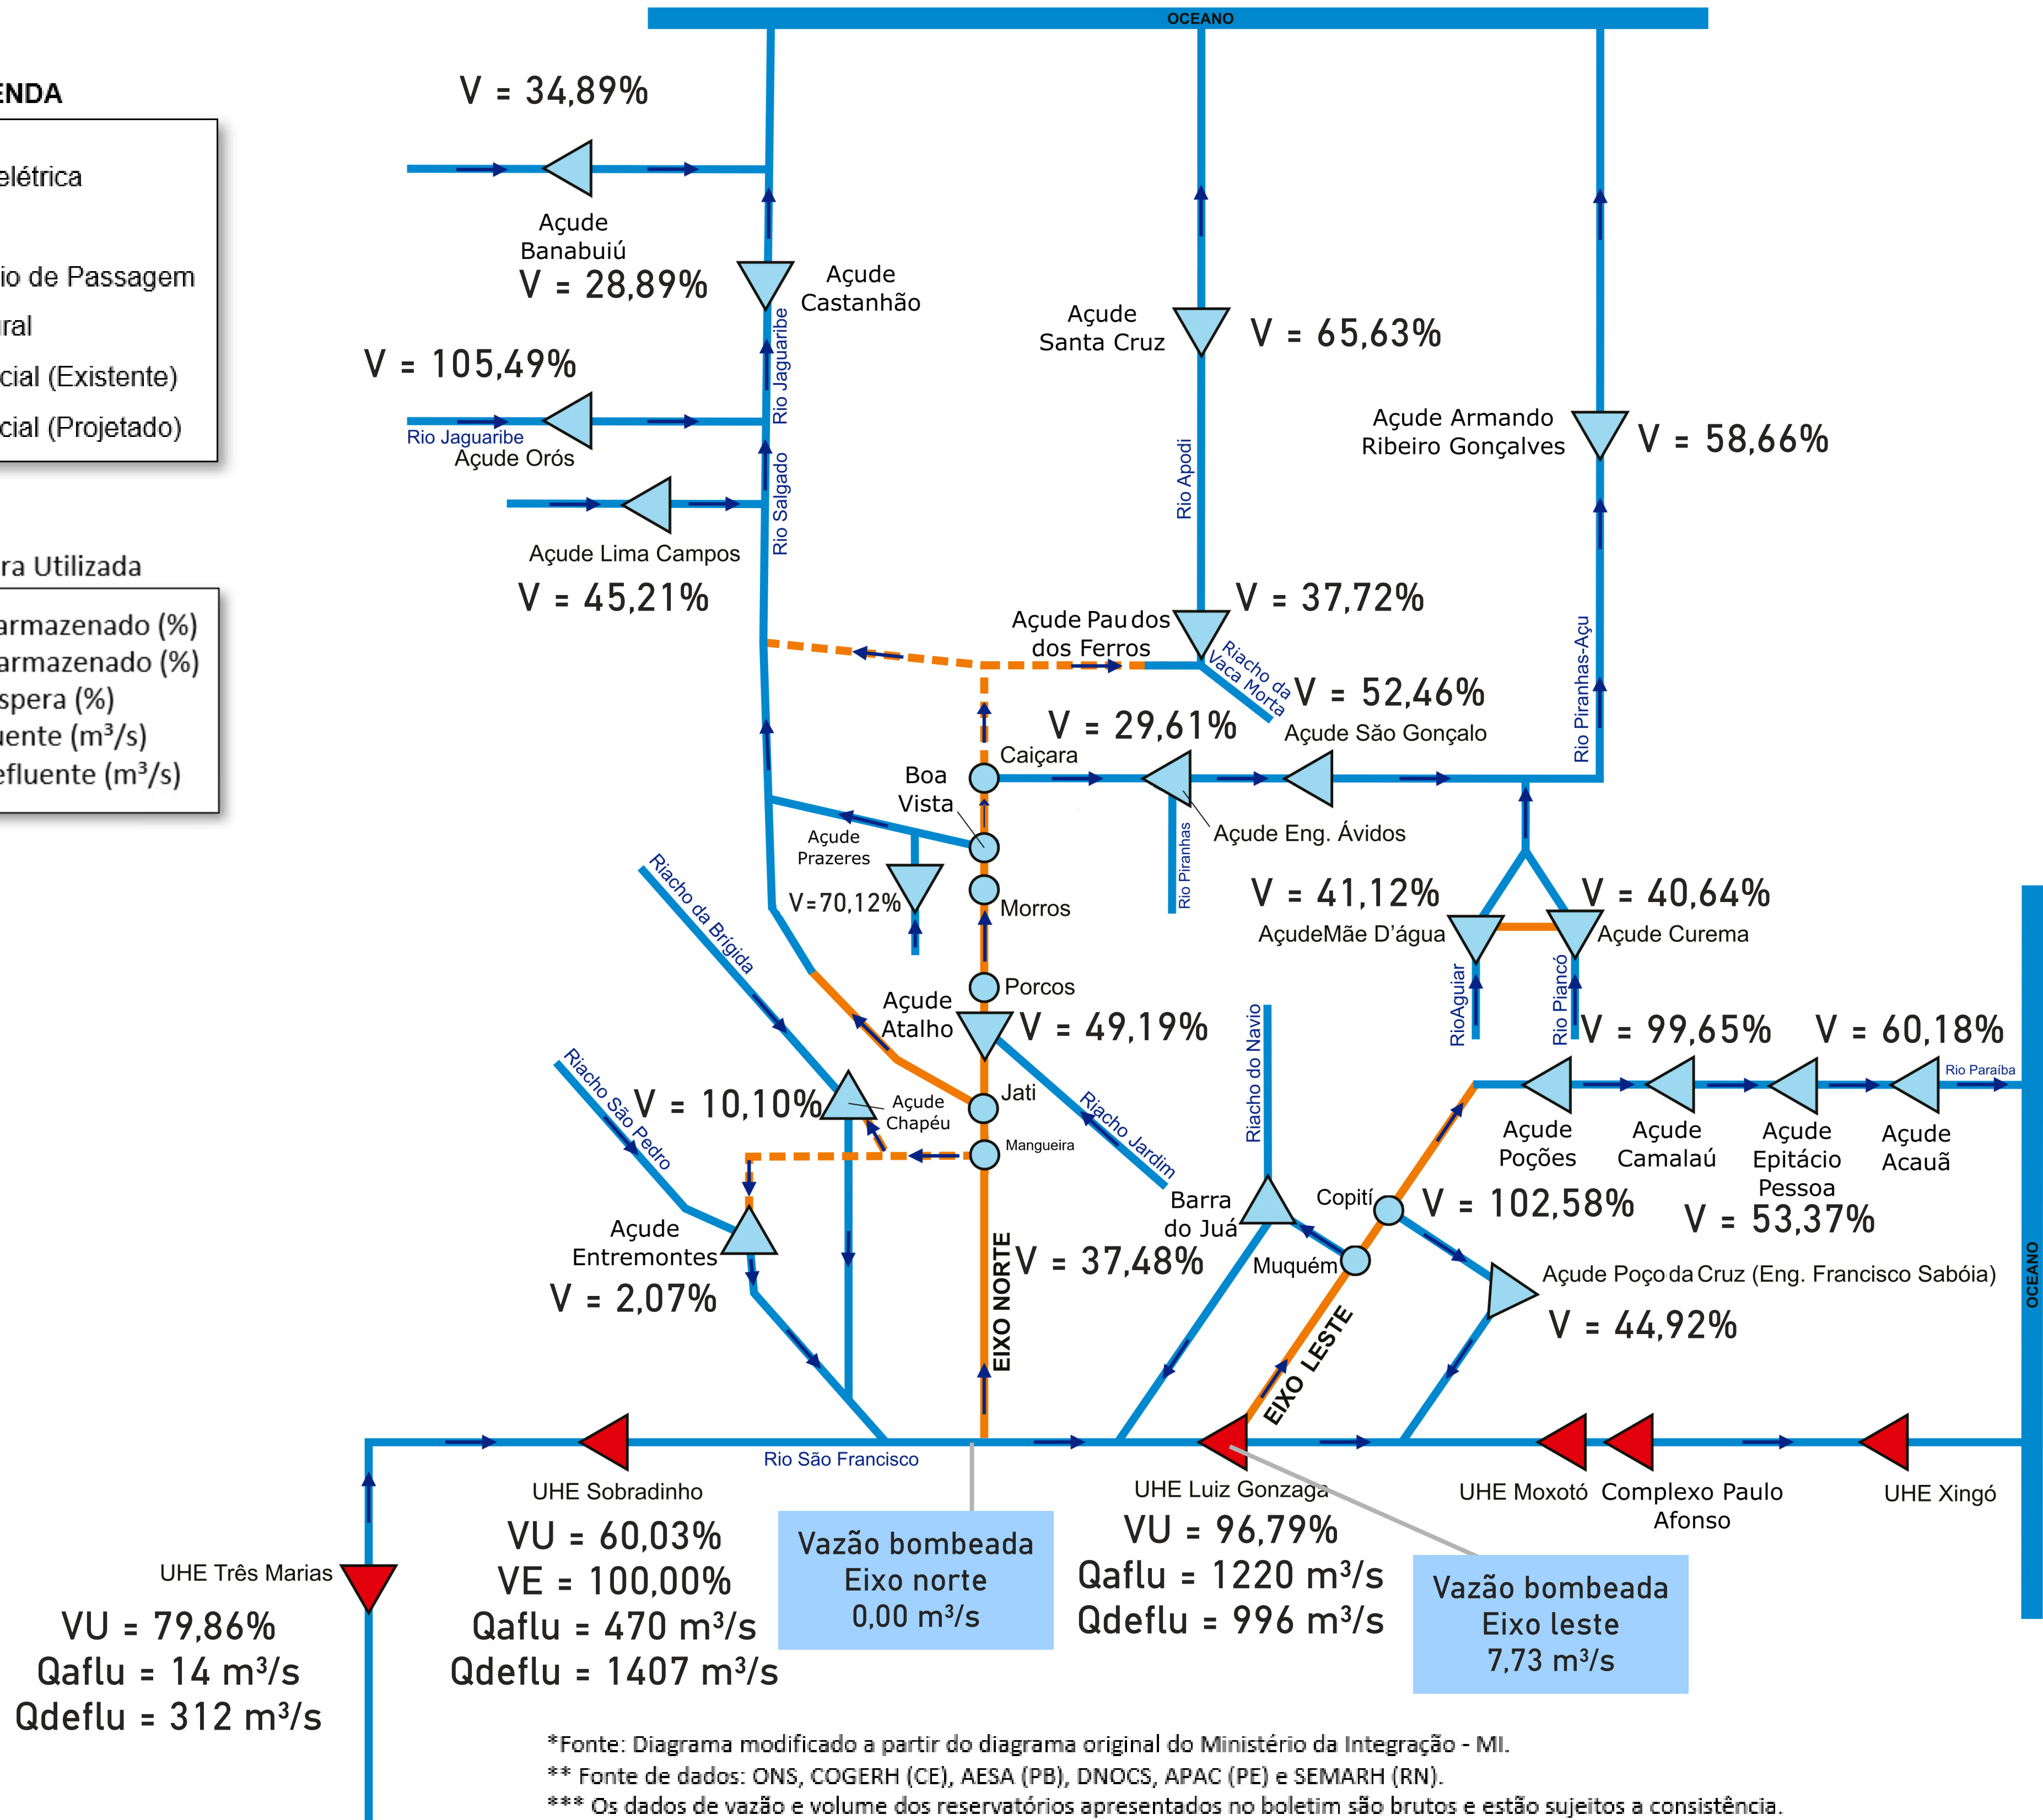 OCEANO
V = 34,89%
ENDA
elétrica
io de Passagem
ural
cial (Existente)
cial (Projetado)
Açude
Banabuiú
V = 28,89%
Açude
Castanhão
Rio Jaguaribe
V = 105,49%
Rio Jaguaribe
Açude Orós
Rio Salgado
Açude Lima Campos
V = 45,21%
ra Utilizada
armazenado (%)
armazenado (%)
spera (%)
uente (m³/s)
efluente (m³/s)
Açude
Santa Cruz
V = 65,63%
Rio Apodi
Açude Armando
Ribeiro Gonçalves
V = 58,66%
Rio Piranhas-Açu
Açude Pau dos
dos Ferros
V = 37,72%
Riacho da
Vaca Morta
V = 52,46%
Açude São Gonçalo
V = 29,61%
Caiçara
Boa
Vista
Açude Eng. Ávidos
Rio Piranhas
Açude
Prazeres
V=70,12%
Morros
Porcos
V = 41,12%
AçudeMãe D'água
V = 40,64%
Açude Curema
RioAguiar
Rio Piancó
Riacho da Brígida
Açude
Atalho
V = 49,19%
Riacho do Navio
V = 99,65%
V = 60,18%
Rio Paraíba
Riacho São Pedro
V = 10,10%
Açude
Chapéu
Jati
Mangueira
Riacho Jardim
Açude
Poções
Açude
Camalaú
Açude
Epitácio
Pessoa
Açude
Acauã
V = 102,58%
V = 53,37%
Barra
do Juá
Copití
Muquém
V = 37,48%
EIXO NORTE
Açude
Entremontes
V = 2,07%
Açude Poço da Cruz (Eng. Francisco Sabóia)
V = 44,92%
EIXO LESTE
OCEANO
Rio São Francisco
UHE Sobradinho
VU = 60,03%
VE = 100,00%
Qaflu = 470 m³/s
Qdeflu = 1407 m³/s
Vazão bombeada
Eixo norte
0,00 m³/s
UHE Luiz Gonzaga
VU = 96,79%
Qaflu = 1220 m³/s
Qdeflu = 996 m³/s
Vazão bombeada
Eixo leste
7,73 m³/s
UHE Moxotó
Complexo Paulo
Afonso
UHE Xingó
UHE Três Marias
VU = 79,86%
Qaflu = 14 m³/s
Qdeflu = 312 m³/s
*Fonte: Diagrama modificado a partir do diagrama original do Ministério da Integração - MI.
** Fonte de dados: ONS, COGERH (CE), AESA (PB), DNOCS, APAC (PE) e SEMARH (RN).
*** Os dados de vazão e volume dos reservatórios apresentados no boletim são brutos e estão sujeitos a consistência.